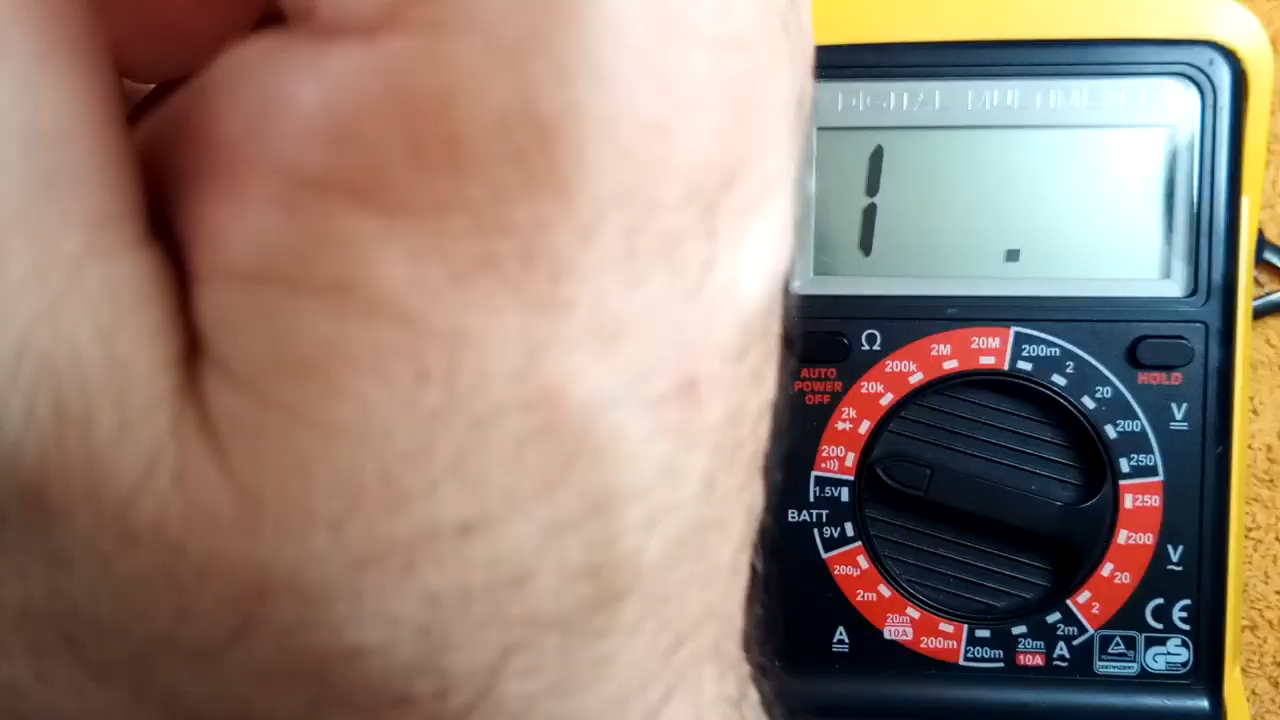 DIGITAL MULTIMETER
1 .
Ω
2M
20M
200m
2
20
200
250
200k
20k
2k
200
AUTO
POWER
OFF
HOLD
V
1.5V
BATT
9V
250
200
20
2
V
200µ
2m
20m
10A
200m
A
200m
20m
10A
2m
A
CE
GS